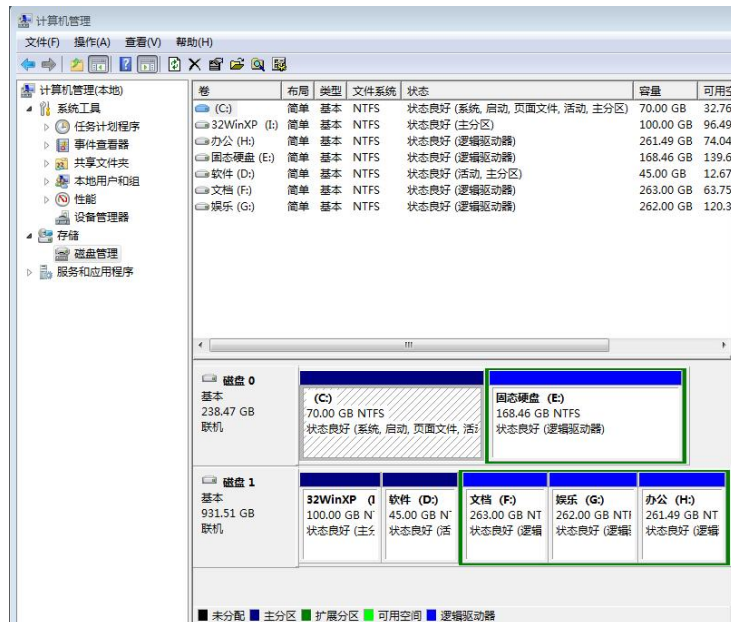 计算机管理
文件(F) 操作(A) 查看(V) 帮助(H)
计算机管理(本地)
系统工具
任务计划程序
事件查看器
共享文件夹
本地用户和组
性能
设备管理器
存储
磁盘管理
服务和应用程序
卷 布局 类型 文件系统 状态 容量 可用空
(C:) 简单 基本 NTFS 状态良好 (系统, 启动, 页面文件, 活动, 主分区) 70.00 GB 32.76
32WinXP (I:) 简单 基本 NTFS 状态良好 (主分区) 100.00 GB 96.49
办公 (H:) 简单 基本 NTFS 状态良好 (逻辑驱动器) 261.49 GB 74.04
固态硬盘 (E:) 简单 基本 NTFS 状态良好 (逻辑驱动器) 168.46 GB 139.6
软件 (D:) 简单 基本 NTFS 状态良好 (活动, 主分区) 45.00 GB 12.67
文档 (F:) 简单 基本 NTFS 状态良好 (逻辑驱动器) 263.00 GB 63.75
娱乐 (G:) 简单 基本 NTFS 状态良好 (逻辑驱动器) 262.00 GB 120.3
磁盘 0
基本
238.47 GB
联机
(C:)
70.00 GB NTFS
状态良好 (系统, 启动, 页面文件, 活
固态硬盘 (E:)
168.46 GB NTFS
状态良好 (逻辑驱动器)
磁盘 1
基本
931.51 GB
联机
32WinXP (I
100.00 GB N
状态良好 (主分
软件 (D:)
45.00 GB N
状态良好 (活
文档 (F:)
263.00 GB NT
状态良好 (逻辑
娱乐 (G:)
262.00 GB NTI
状态良好 (逻辑
办公 (H:)
261.49 GB NT
状态良好 (逻辑
未分配 主分区 扩展分区 可用空间 逻辑驱动器